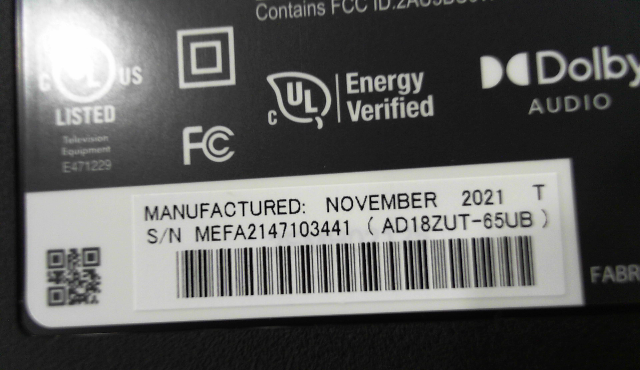 Contains FCC ID:
c UL US
LISTED
Television
Equipment
E471229
c UL
Energy
Verified
FC
Dolby
AUDIO
MANUFACTURED: NOVEMBER 2021 T
S/N MEFA2147103441 ( AD18ZUT-65UB )